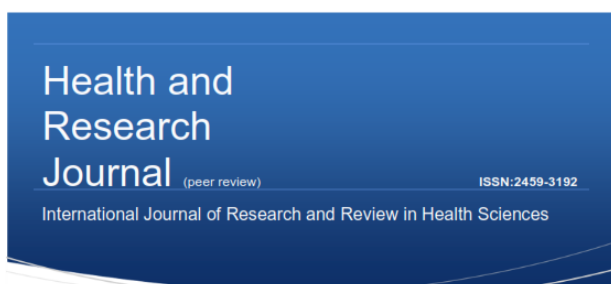 Health and
Research
Journal (peer review) ISSN:2459-3192
International Journal of Research and Review in Health Sciences